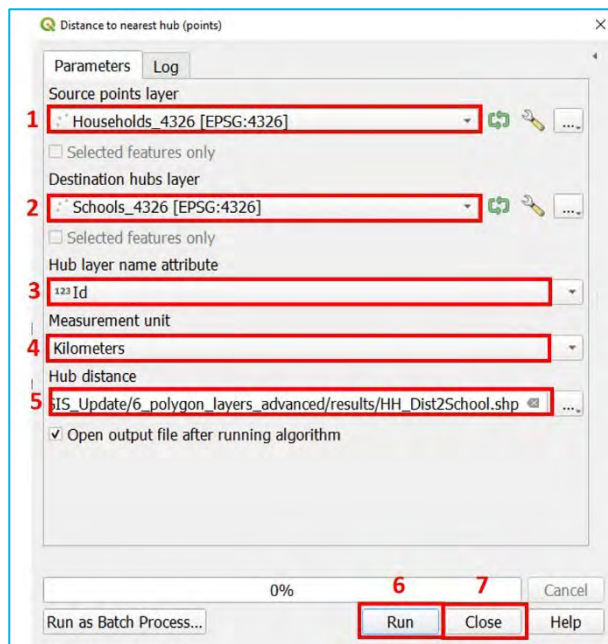 Distance to nearest hub (points)
Parameters Log
Source points layer
1 Households_4326 [EPSG:4326]
Selected features only
Destination hubs layer
2 Schools_4326 [EPSG:4326]
Selected features only
Hub layer name attribute
3 123 Id
Measurement unit
4 Kilometers
Hub distance
5 SIS_Update/6_polygon_layers_advanced/results/HH_Dist2School.shp
Open output file after running algorithm
6 7
0% Cancel
Run as Batch Process... Run Close Help